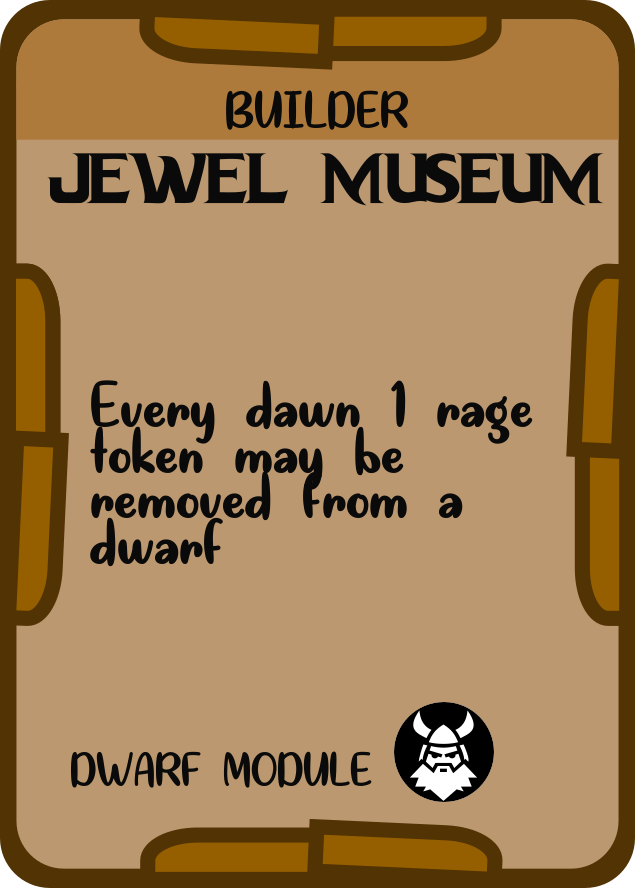 BUILDER
JEWEL MUSEUM
Every dawn 1 rage
token may be
removed from a
dwarf
DWARF MODULE